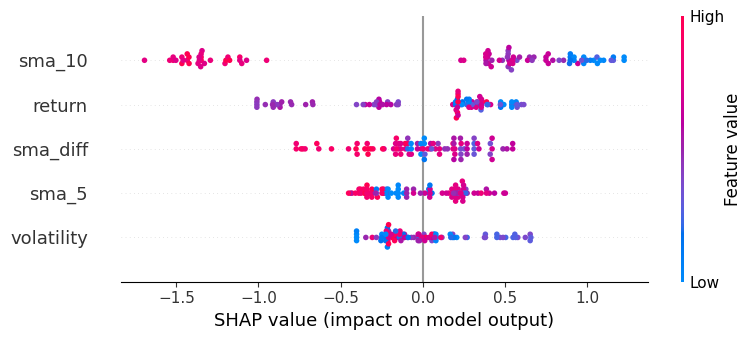 High
sma_10
return
sma_diff
sma_5
volatility
Feature value
Low
−1.5 −1.0 −0.5 0.0 0.5 1.0
SHAP value (impact on model output)